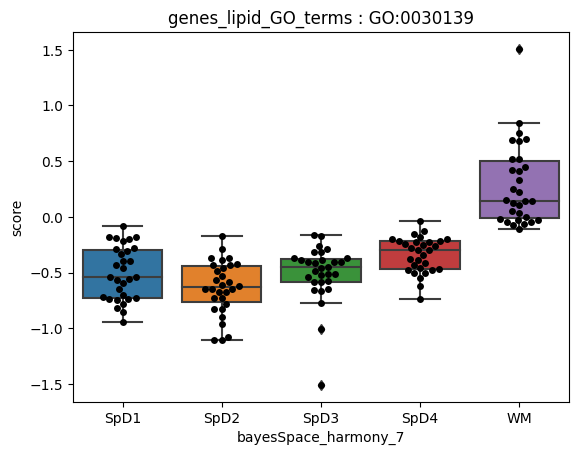 genes_lipid_GO_terms : GO:0030139
1.5
1.0
0.5
0.0
−0.5
−1.0
−1.5
score
SpD1 SpD2 SpD3 SpD4 WM
bayesSpace_harmony_7